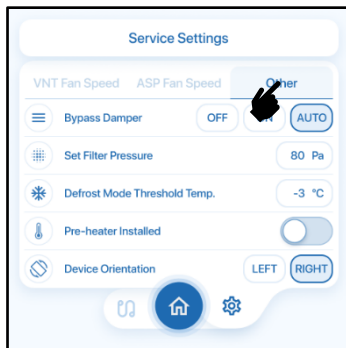 Service Settings
VNT Fan Speed ASP Fan Speed Other
Bypass Damper OFF ON AUTO
Set Filter Pressure 80 Pa
Defrost Mode Threshold Temp. -3 °C
Pre-heater Installed
Device Orientation LEFT RIGHT